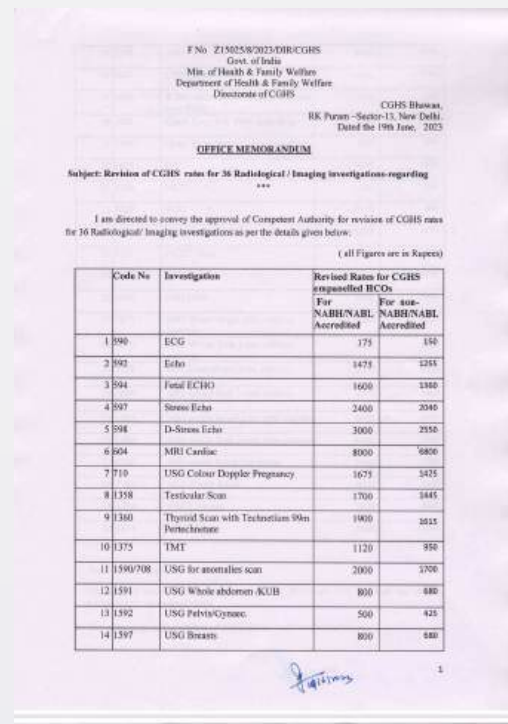 F No Z15025/8/2023/DIR/CGHS
Govt. of India
Min. of Health & Family Welfare
Department of Health & Family Welfare
Directorate of CGHS
CGHS Bhawan,
RK Puram –Sector-13, New Delhi.
Dated the 19th June, 2023
OFFICE MEMORANDUM
Subject: Revision of CGHS rates for 36 Radiological / Imaging investigations-regarding
***
I am directed to convey the approval of Competent Authority for revision of CGHS rates
for 36 Radiological/ Imaging investigations as per the details given below:
( all Figures are in Rupees)
Code No Investigation Revised Rates for CGHS
empanelled HCOs
For NABH/NABL Accredited For non-NABH/NABL Accredited
1 590 ECG 175 150
2 592 Echo 1475 1255
3 594 Fetal ECHO 1600 1360
4 597 Stress Echo 2400 2040
5 598 D-Stress Echo 3000 2550
6 604 MRI Cardiac 8000 6800
7 710 USG Colour Doppler Pregnancy 1675 1425
8 1358 Testicular Scan 1700 1445
9 1360 Thyroid Scan with Technetium 99m 1900 1615
Pertechnetate
10 1375 TMT 1120 950
11 1590/708 USG for anomalies scan 2000 1700
12 1591 USG Whole abdomen /KUB 800 680
13 1592 USG Pelvis/Gynaec. 500 425
14 1597 USG Breasts 800 680
1